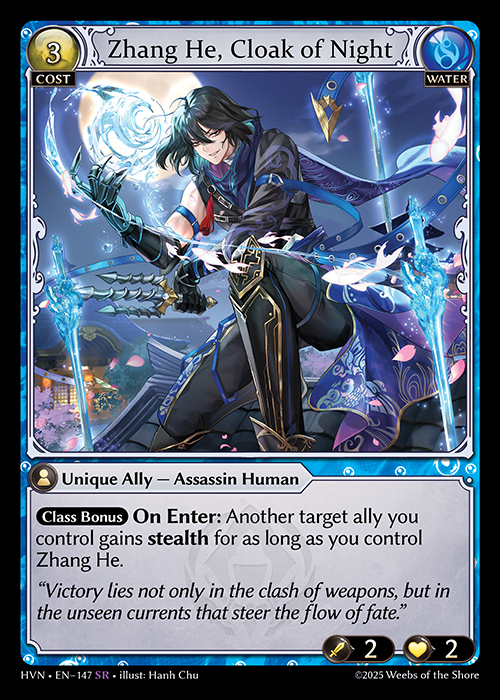 3
COST
Zhang He, Cloak of Night
WATER
Unique Ally — Assassin Human
Class Bonus On Enter: Another target ally you
control gains stealth for as long as you control
Zhang He.
“Victory lies not only in the clash of weapons, but in
the unseen currents that steer the flow of fate.”
2
2
HVN • EN–147 SR • illust: Hanh Chu
©2025 Weebs of the Shore